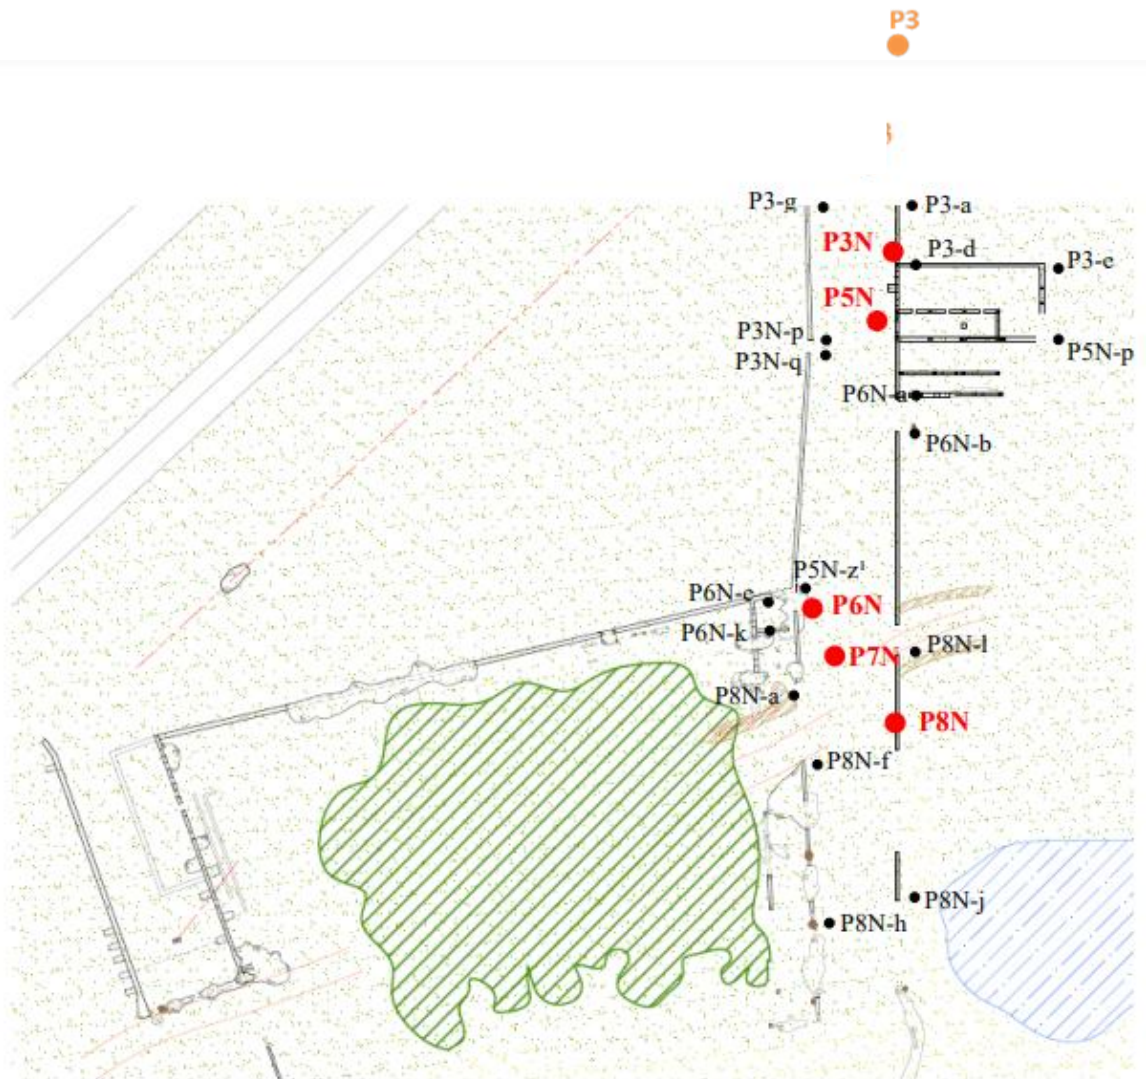 P3
P3-g
P3-a
P3N
P3-d
P3-e
P5N
P3N-p
P5N-p
P3N-q
P6N-a
P6N-b
P5N-z¹
P6N-c
P6N
P6N-k
P8N-l
P7N
P8N-a
P8N
P8N-f
P8N-j
P8N-h